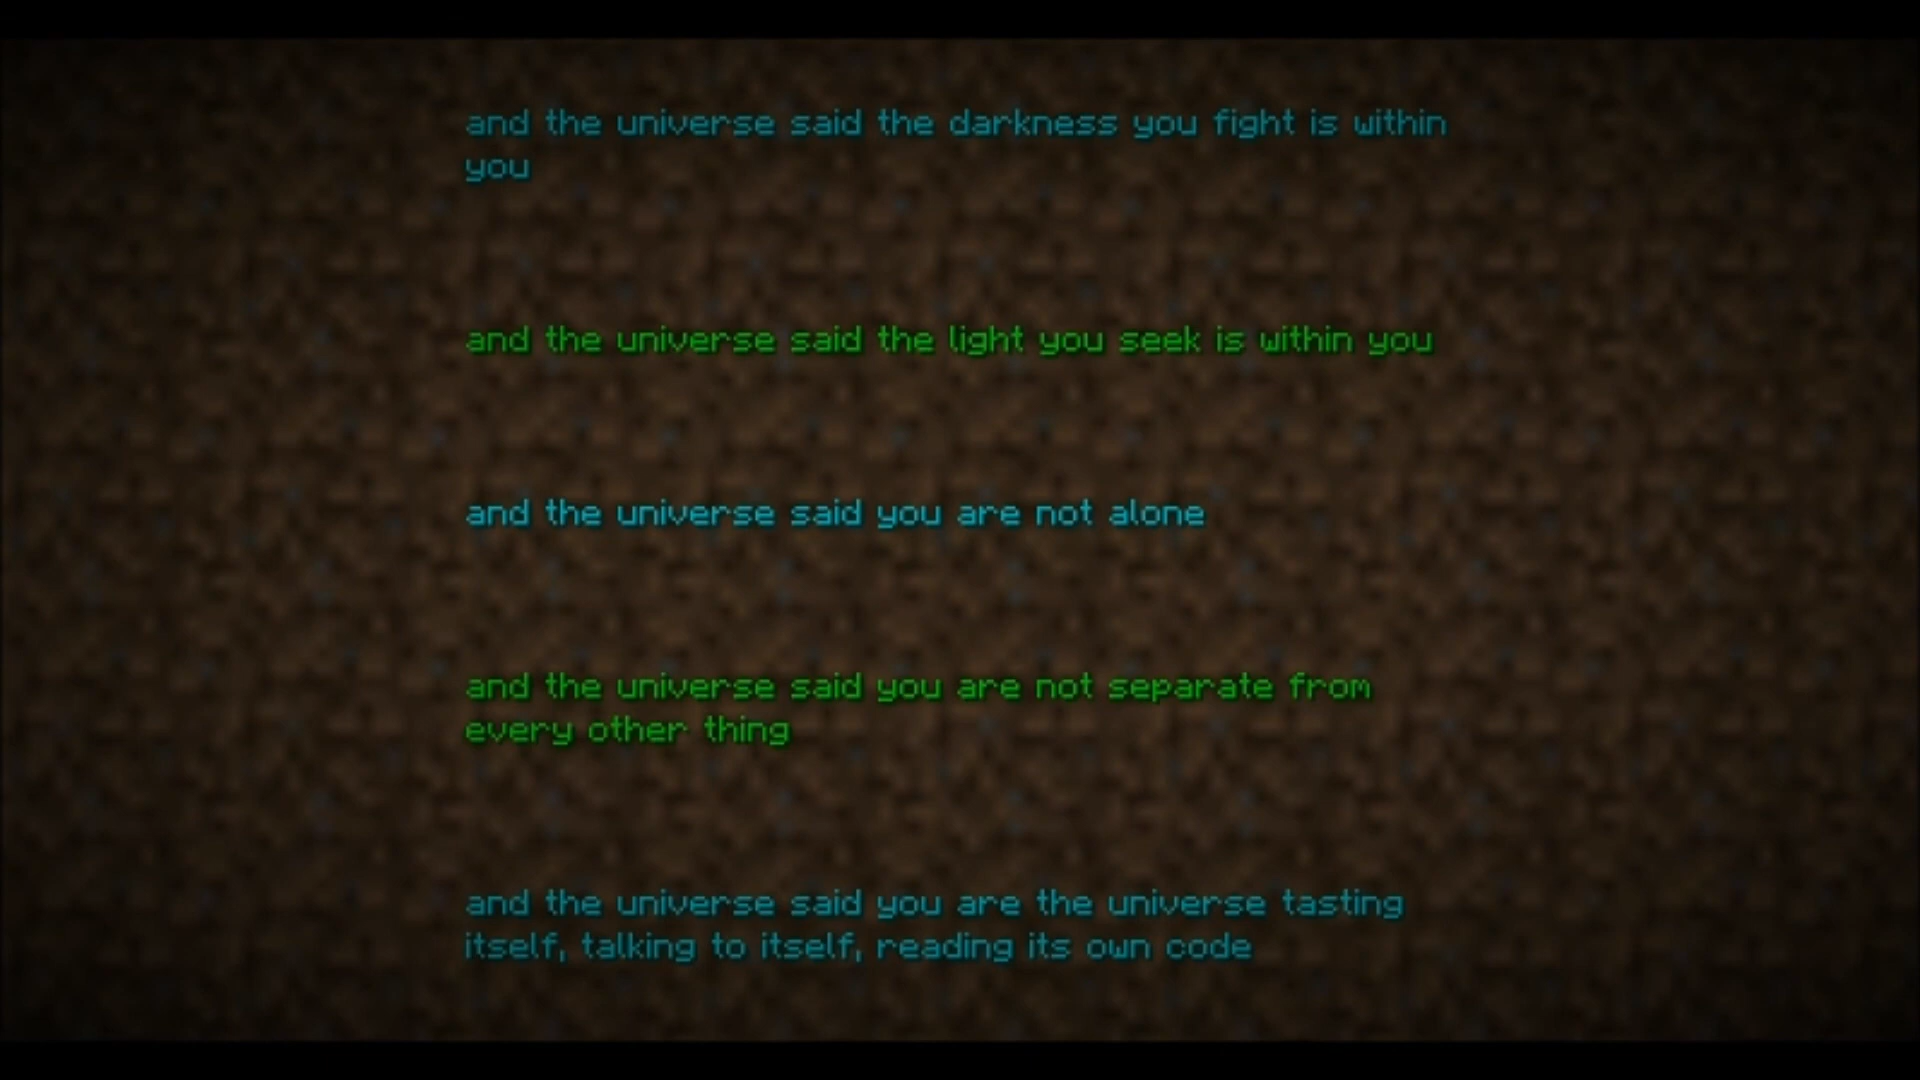 and the universe said the darkness you fight is within
you
and the universe said the light you seek is within you
and the universe said you are not alone
and the universe said you are not separate from
every other thing
and the universe said you are the universe tasting
itself, talking to itself, reading its own code